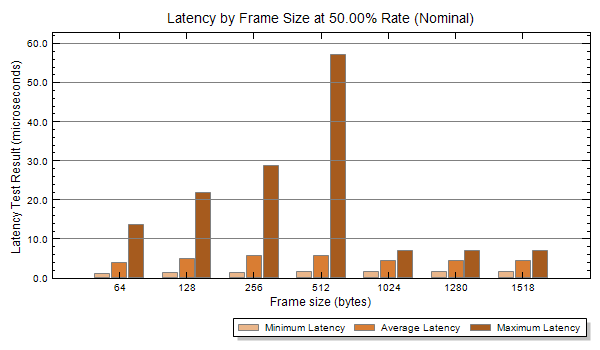 Latency by Frame Size at 50.00% Rate (Nominal)
Latency Test Result (microseconds)
60.0
50.0
40.0
30.0
20.0
10.0
0.0
64 128 256 512 1024 1280 1518
Frame size (bytes)
Minimum Latency Average Latency Maximum Latency